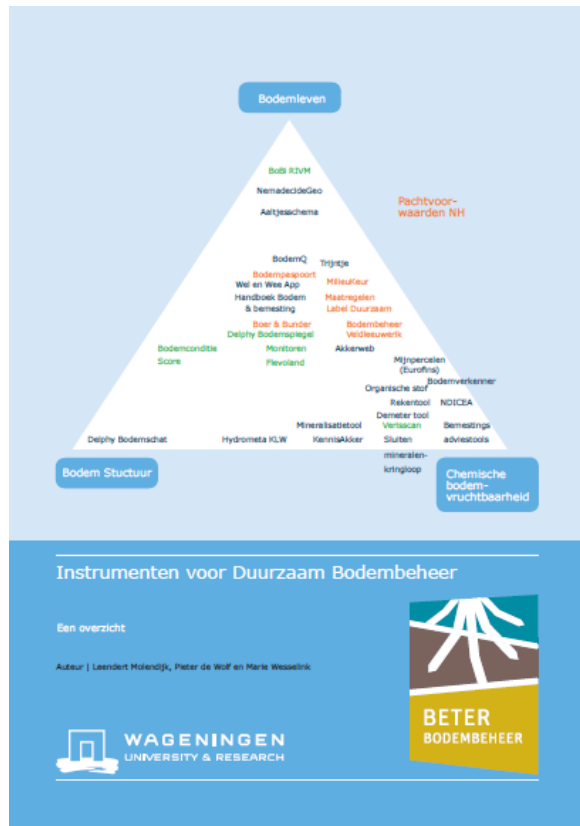 Bodemleven
BoBi RIVM
NemadecideGeo
Aaltjesschema
Pachtvoor-
waarden NH
BodemQ
Trijntje
Bodempaspoort
Wel en Wee App
MilieuKeur
Handboek Bodem
& bemesting
Maatregelen
Label Duurzaam
Boer & Bunder
Delphy Bodemspiegel
Bodembeheer
Veldleeuwerik
Bodemconditie
Score
Monitoren
Flevoland
Akkerweb
Mijnpercelen
(Eurofins)
Bodemverkenner
Organische stof
Rekentool
NDICEA
Demeter tool
Mineralisatietool
Verisscan
Bemestings
Delphy Bodemschat
Hydrometa KLW
KennisAkker
Sluiten
adviestools
mineralen-
kringloop
Bodem Stuctuur
Chemische
bodem-
vruchtbaarheid
Instrumenten voor Duurzaam Bodembeheer
Een overzicht
Auteur | Leendert Molendijk, Pieter de Wolf en Marie Wesselink
WAGENINGEN
UNIVERSITY & RESEARCH
BETER
BODEMBEHEER